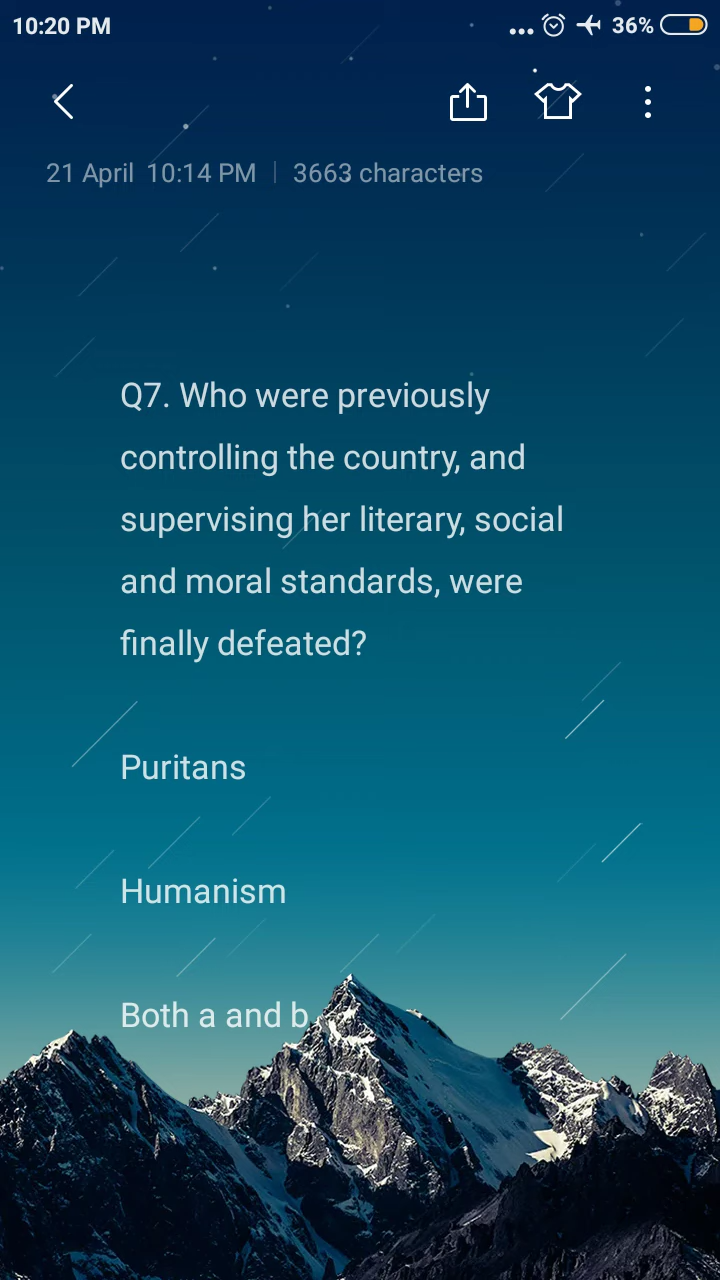 10:20 PM
36%
21 April 10:14 PM | 3663 characters
Q7. Who were previously
controlling the country, and
supervising her literary, social
and moral standards, were
finally defeated?
Puritans
Humanism
Both a and b